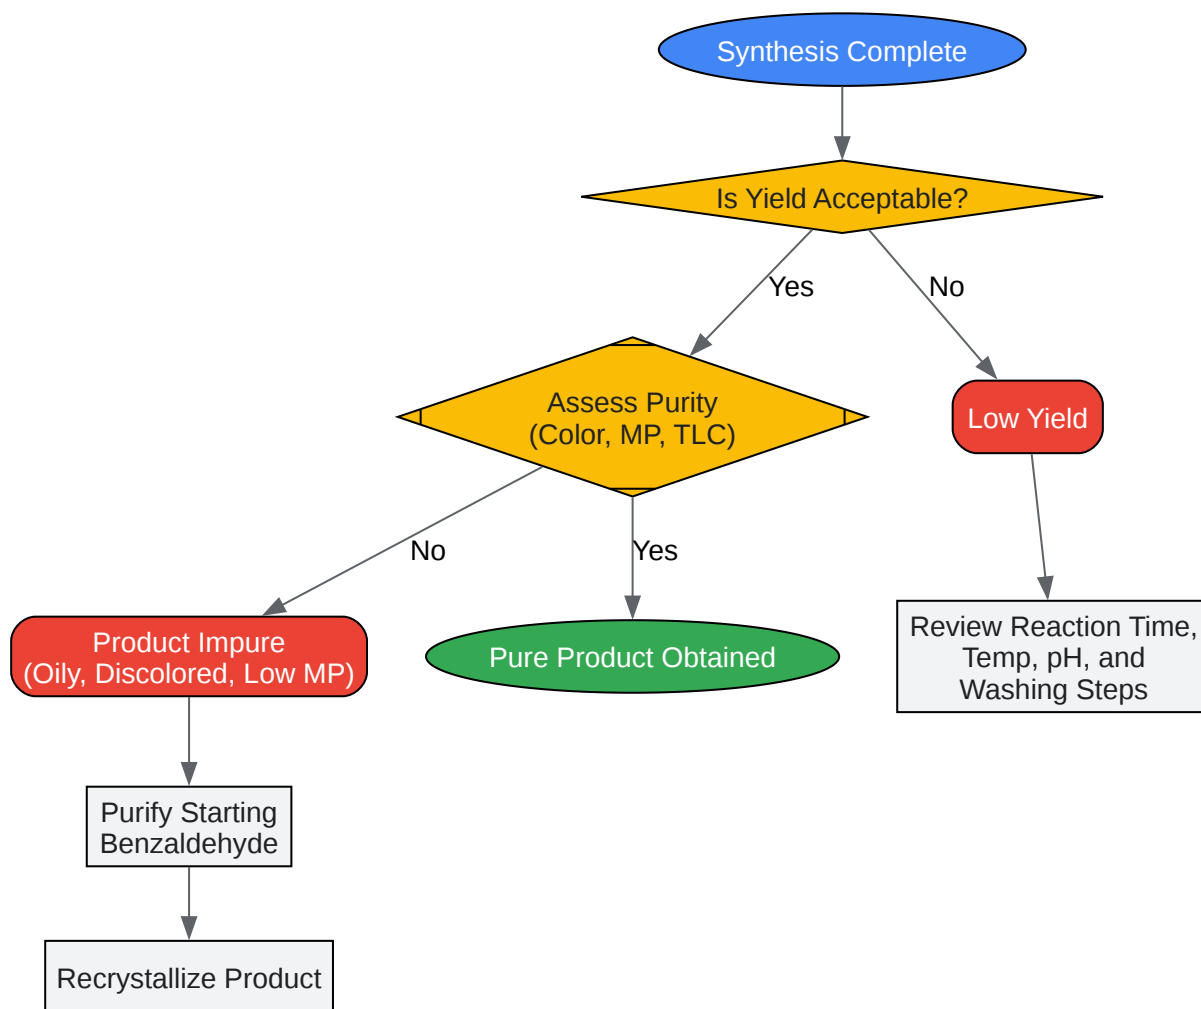 Synthesis Complete
Is Yield Acceptable?
Yes
No
Assess Purity
(Color, MP, TLC)
Low Yield
No
Yes
Product Impure
(Oily, Discolored, Low MP)
Pure Product Obtained
Review Reaction Time,
Temp, pH, and
Washing Steps
Purify Starting
Benzaldehyde
Recrystallize Product